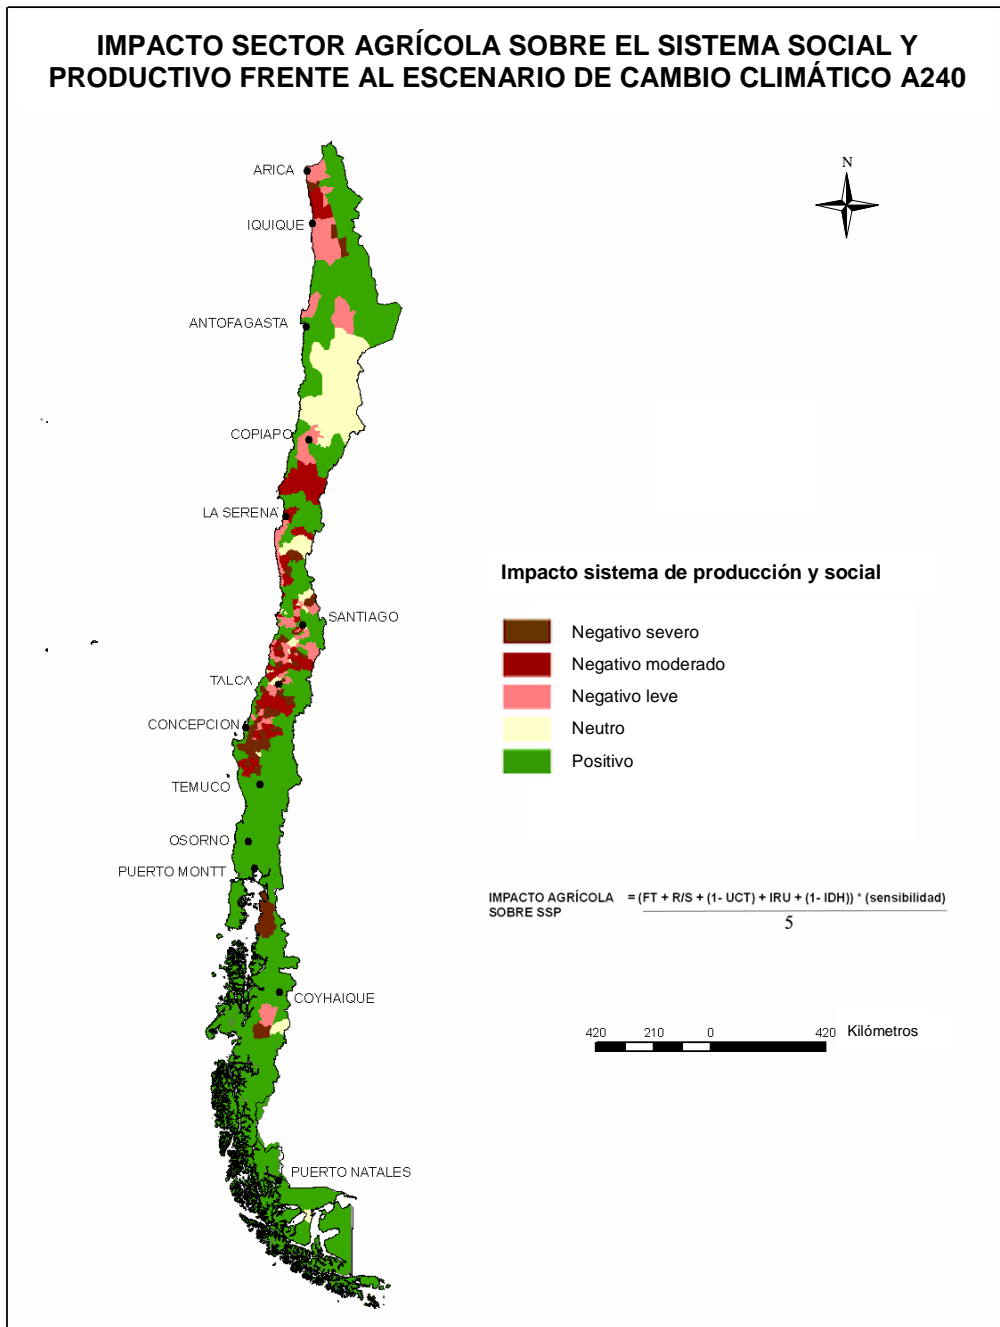 IMPACTO SECTOR AGRÍCOLA SOBRE EL SISTEMA SOCIAL Y
PRODUCTIVO FRENTE AL ESCENARIO DE CAMBIO CLIMÁTICO A240
N
ARICA
IQUIQUE
ANTOFAGASTA
COPIAPO
LA SERENA
SANTIAGO
TALCA
CONCEPCION
TEMUCO
OSORNO
PUERTO MONTT
COYHAIQUE
PUERTO NATALES
Impacto sistema de producción y social
Negativo severo
Negativo moderado
Negativo leve
Neutro
Positivo
IMPACTO AGRÍCOLA = (FT + R/S + (1- UCT) + IRU + (1- IDH)) * (sensibilidad)
SOBRE SSP
5
420 210 0 420 Kilómetros